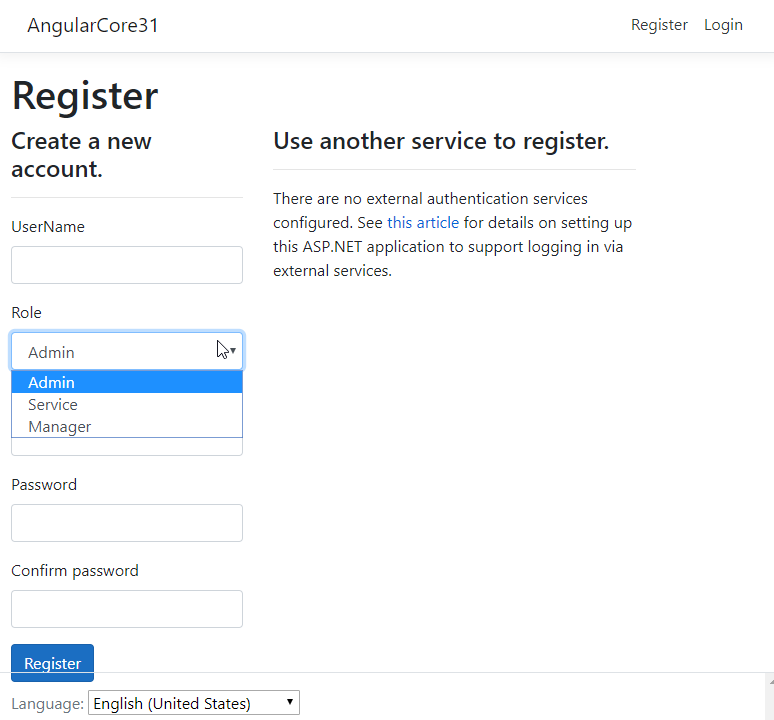 AngularCore31
Register
Login
Register
Create a new
account.
UserName
Role
Admin
Admin
Service
Manager
Password
Confirm password
Register
Use another service to register.
There are no external authentication services
configured. See this article for details on setting up
this ASP.NET application to support logging in via
external services.
Language: English (United States)